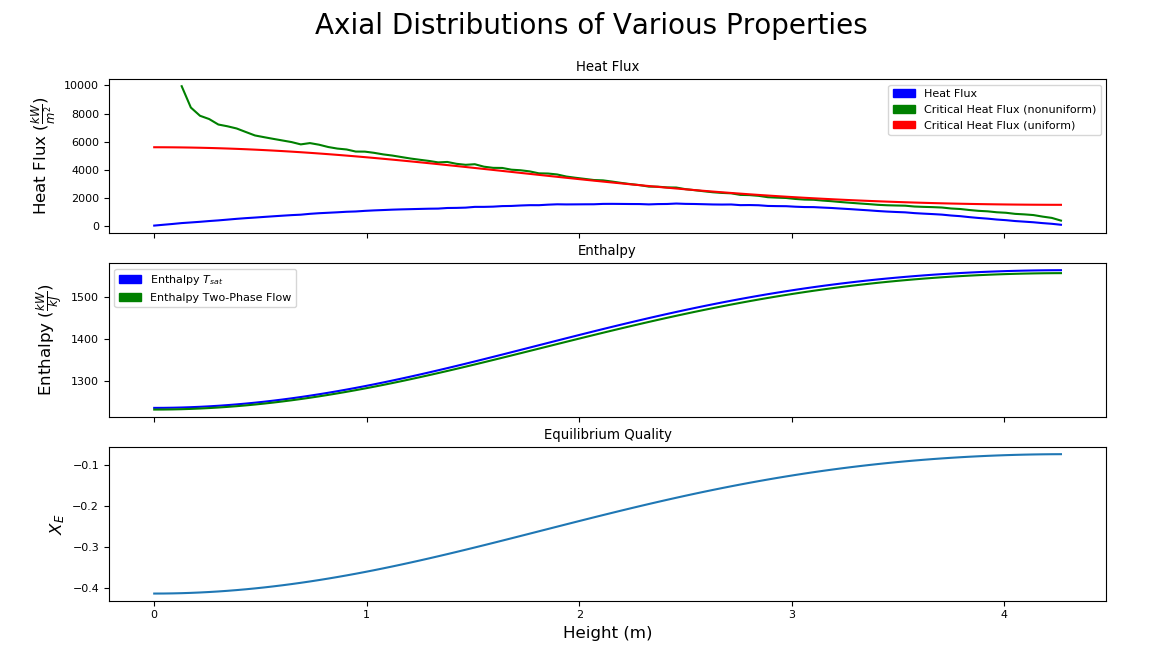 Axial Distributions of Various Properties
Heat Flux
Heat Flux (kW/m²)
10000
8000
6000
4000
2000
0
Heat Flux
Critical Heat Flux (nonuniform)
Critical Heat Flux (uniform)
Enthalpy
Enthalpy (kW/kJ)
1500
1400
1300
Enthalpy T_sat
Enthalpy Two-Phase Flow
Equilibrium Quality
X_E
−0.1
−0.2
−0.3
−0.4
0 1 2 3 4
Height (m)